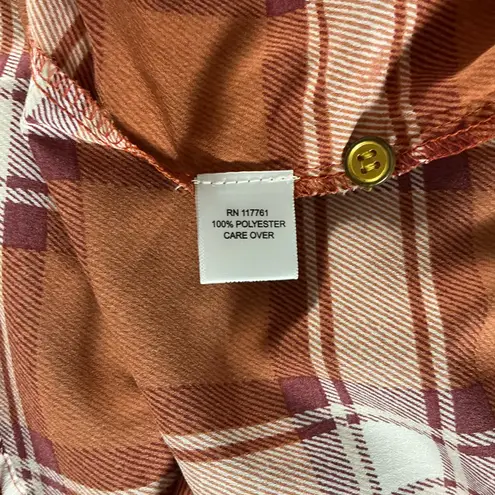 RN 117761
100% POLYESTER
CARE OVER